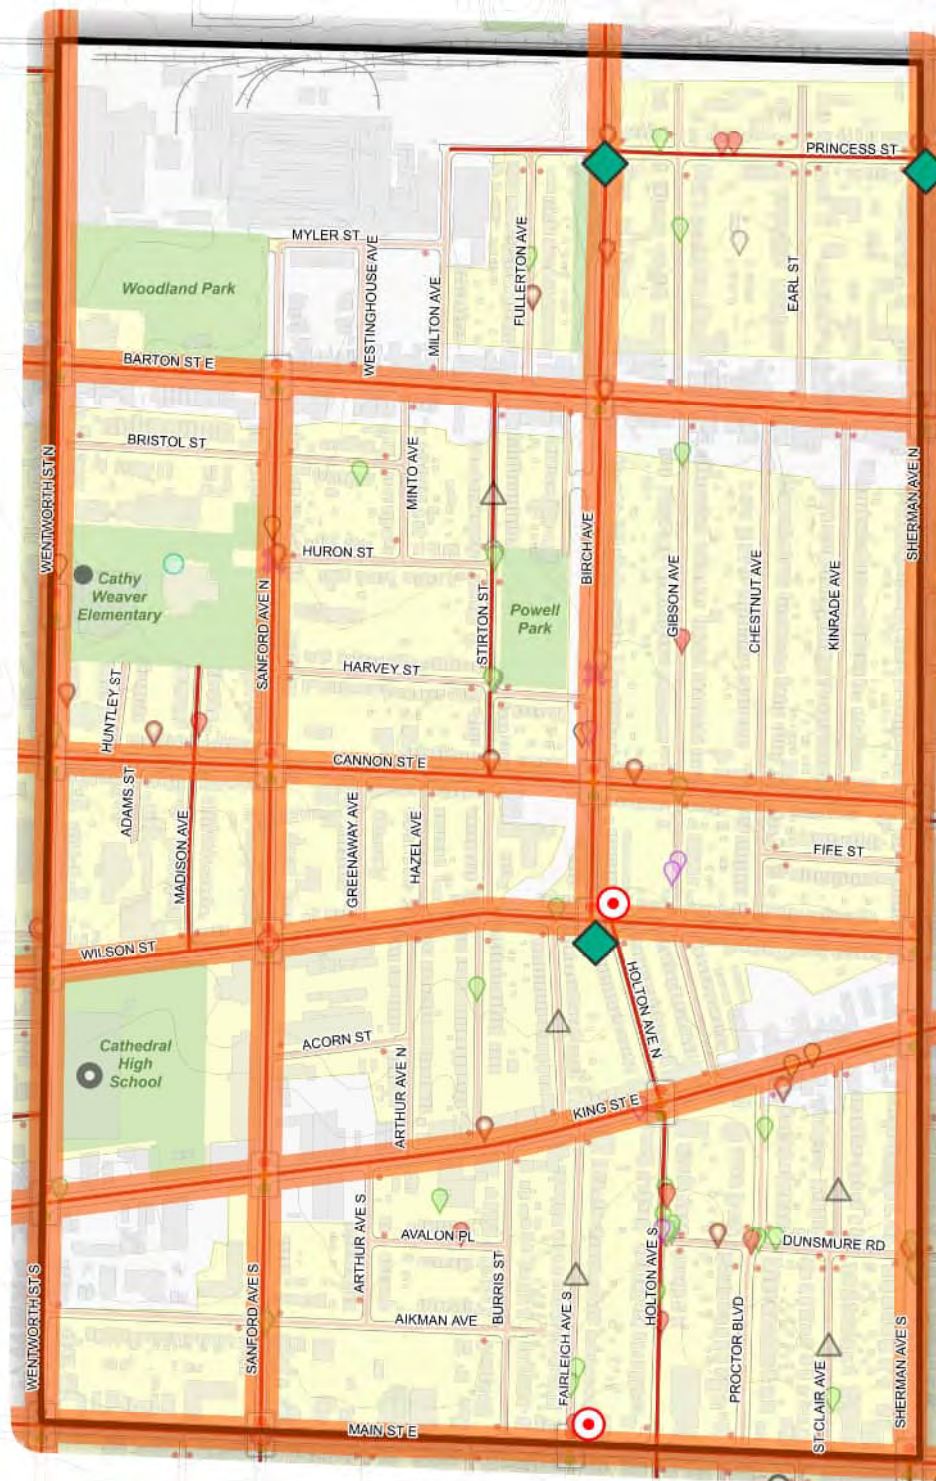 PRINCESS ST
MYLER ST
WESTINGHOUSE AVE
MILTON AVE
FULLERTON AVE
EARL ST
Woodland Park
BARTON ST E
WENTWORTH ST N
BRISTOL ST
MINTO AVE
SHERMAN AVE N
Cathy
Weaver
Elementary
HURON ST
SANFORD AVE N
STIRTON ST
Powell
Park
BIRCH AVE
GIBSON AVE
CHESTNUT AVE
KINRADE AVE
HARVEY ST
HUNTLEY ST
CANNON ST E
ADAMS ST
MADISON AVE
GREENAWAY AVE
HAZEL AVE
FIFE ST
WILSON ST
HOLTON AVE N
Cathedral
High
School
ACORN ST
ARTHUR AVE N
KING ST E
ARTHUR AVE S
AVALON PL
BURRIS ST
HOLTON AVE S
DUNSMURE RD
WENTWORTH ST S
SANFORD AVE S
AIKMAN AVE
FAIRLEIGH AVE S
PROCTOR BLVD
ST CLAIR AVE
SHERMAN AVE S
MAIN ST E